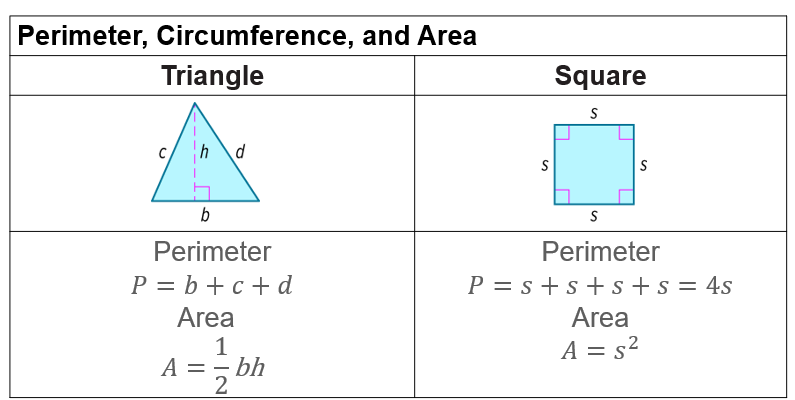 Perimeter, Circumference, and Area
Triangle
Square
c
h
d
b
s
s
s
s
Perimeter
P = b + c + d
Area
A = 1/2 bh
Perimeter
P = s + s + s + s = 4s
Area
A = s²